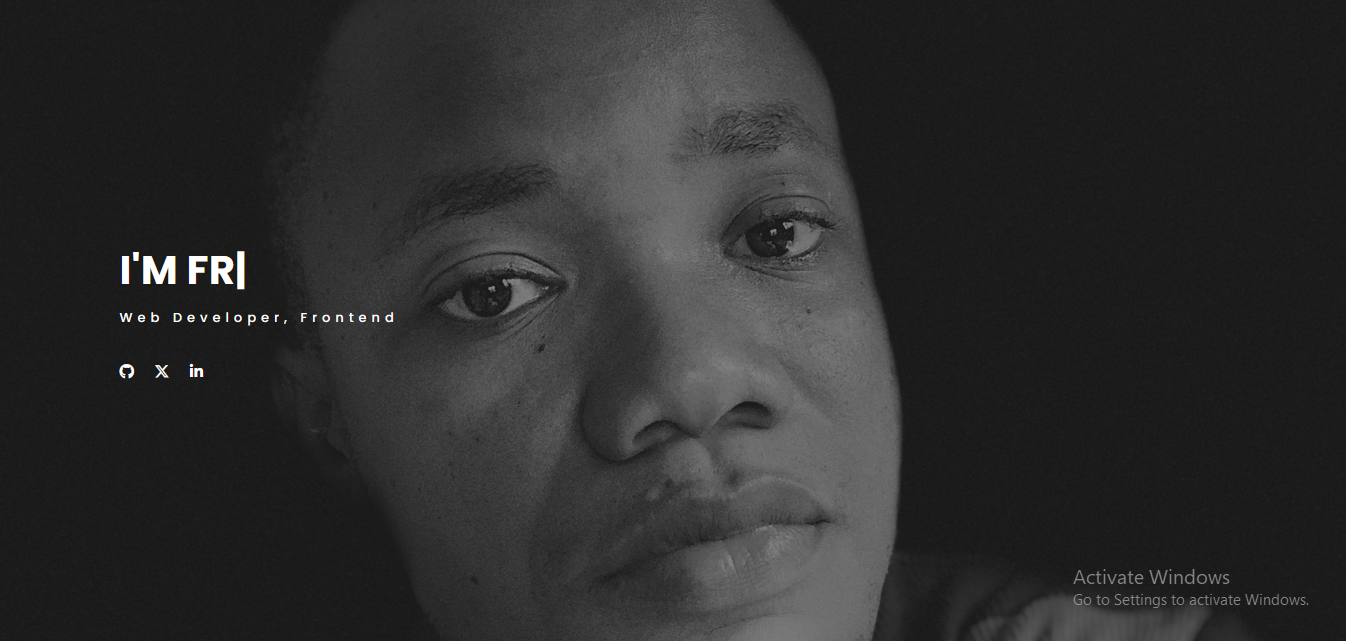 I'M FR|
Web Developer, Frontend
Activate Windows
Go to Settings to activate Windows.